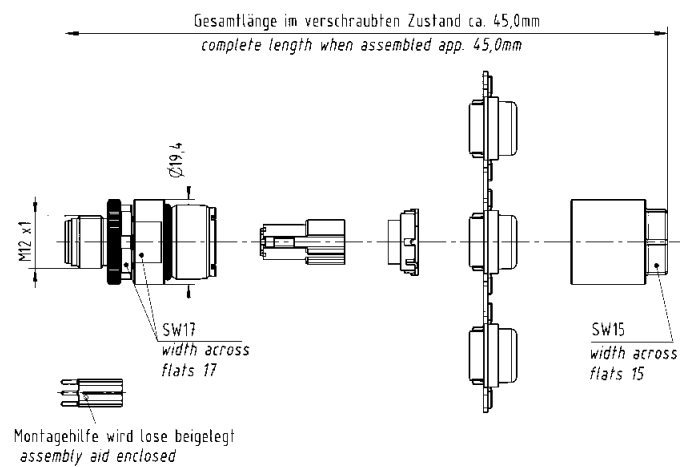 Gesamtlänge im verschraubten Zustand ca. 45,0mm
complete length when assembled app. 45,0mm
Ø19,4
M12 x1
SW17
width across
flats 17
SW15
width across
flats 15
Montagehilfe wird lose beigelegt
assembly aid enclosed